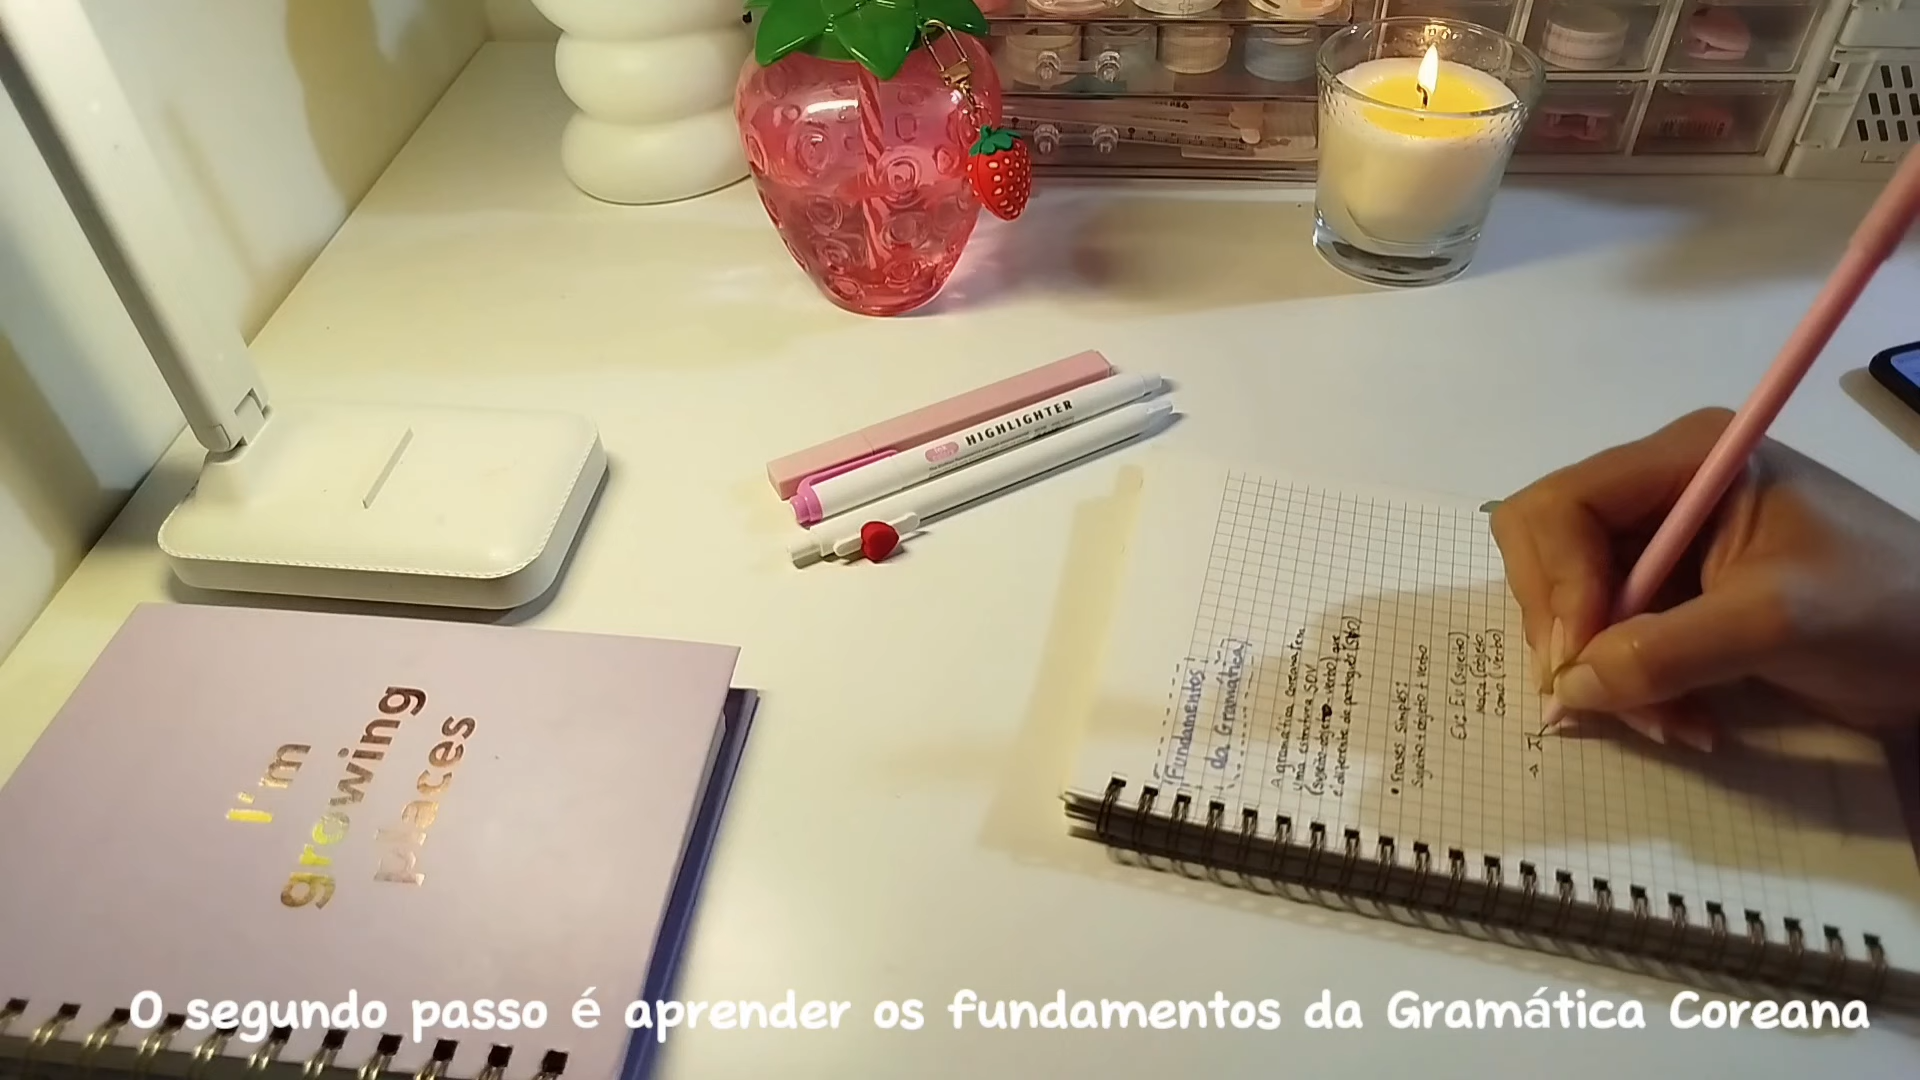 HIGHLIGHTER
I'm
growing
places
Fundamentos
da Gramática
A gramática coreana tem
uma estrutura SOV
(sujeito-objeto-verbo) que
é diferente do português (SVO)
• Frases Simples:
Sujeito + objeto + verbo
Ex: Eu (sujeito)
Maçã (objeto
Como (verbo)
O segundo passo é aprender os fundamentos da Gramática Coreana